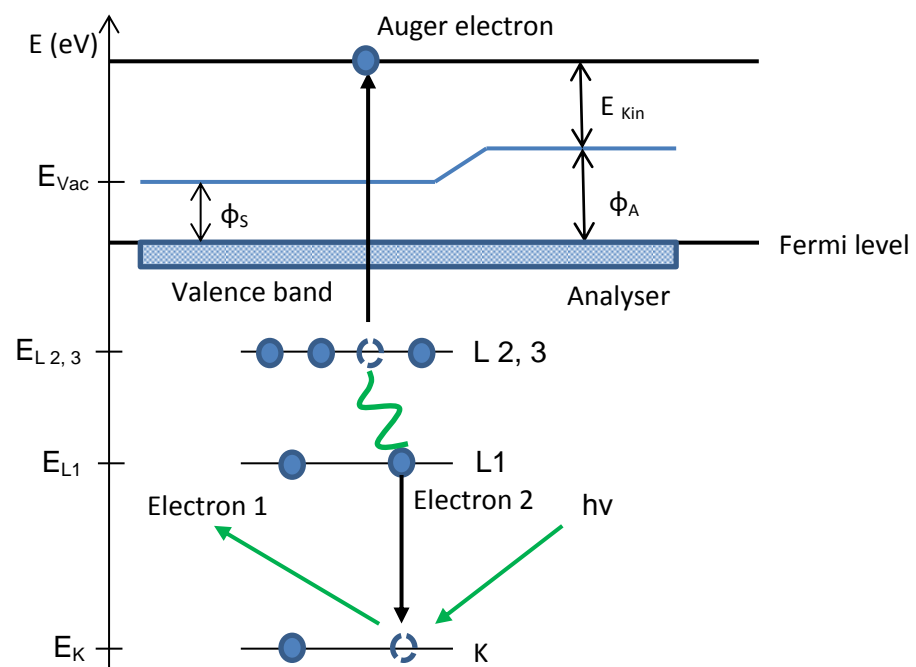 Auger electron
E (eV)
E Kin
EVac
ϕS
ϕA
Fermi level
Valence band
Analyser
EL 2, 3
L 2, 3
EL1
L1
Electron 1
Electron 2
hv
EK
K